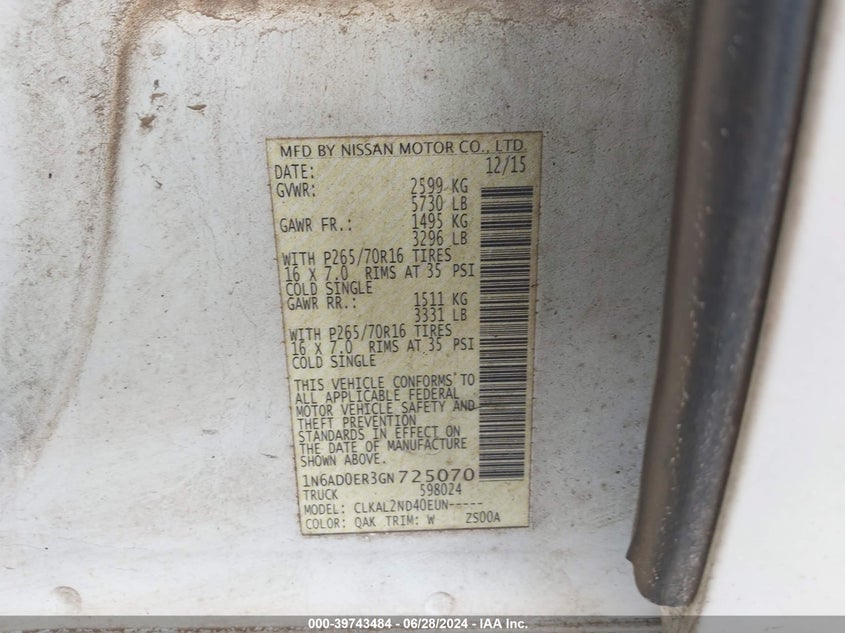 MFD BY NISSAN MOTOR CO., LTD.
DATE: 12/15
GVWR: 2599 KG
5730 LB
GAWR FR.: 1495 KG
3296 LB
WITH P265/70R16 TIRES
16 X 7.0 RIMS AT 35 PSI
COLD SINGLE
GAWR RR.: 1511 KG
3331 LB
WITH P265/70R16 TIRES
16 X 7.0 RIMS AT 35 PSI
COLD SINGLE
THIS VEHICLE CONFORMS TO
ALL APPLICABLE FEDERAL
MOTOR VEHICLE SAFETY AND
THEFT PREVENTION
STANDARDS IN EFFECT ON
THE DATE OF MANUFACTURE
SHOWN ABOVE.
1N6AD0ER3GN725070
TRUCK 598024
MODEL: CLKAL2ND40EUN-----
COLOR: QAK TRIM: W ZS00A
000-39743484 | 06/28/2024 - IAA Inc.